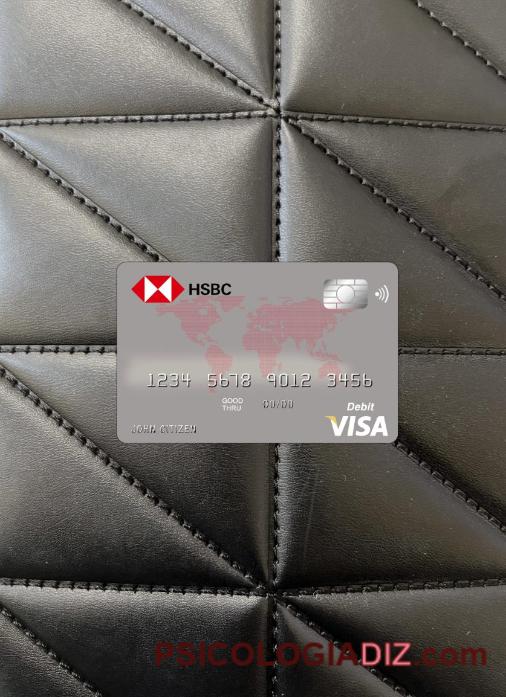 HSBC
1234 5678 9012 3456
GOOD
THRU 00/00
Debit
JOHN CITIZEN
VISA
PSICOLOGIADIZ.com